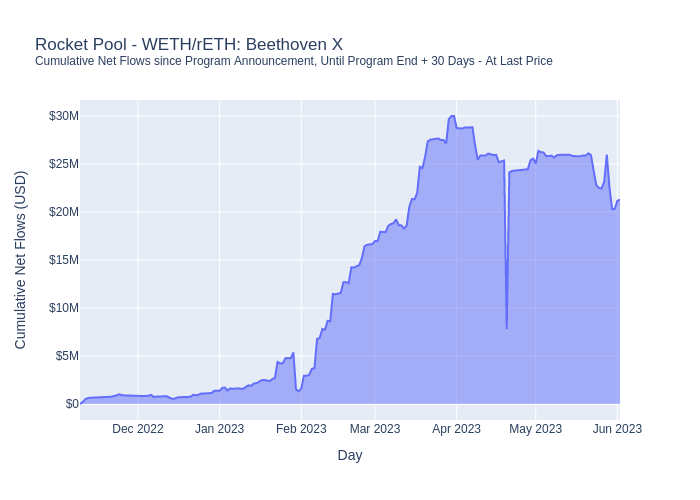 Rocket Pool - WETH/rETH: Beethoven X
Cumulative Net Flows since Program Announcement, Until Program End + 30 Days - At Last Price
Cumulative Net Flows (USD)
$30M
$25M
$20M
$15M
$10M
$5M
$0
Dec 2022 Jan 2023 Feb 2023 Mar 2023 Apr 2023 May 2023 Jun 2023
Day